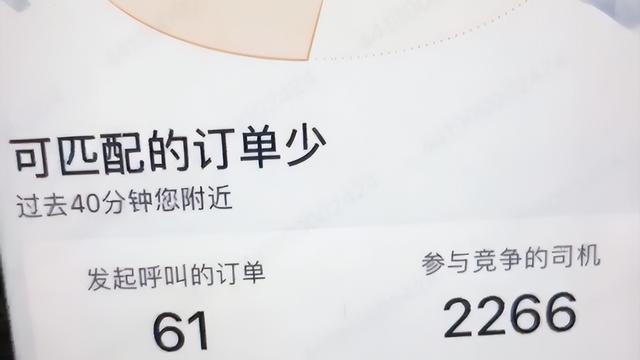 可匹配的订单少
过去40分钟您附近
发起呼叫的订单
参与竞争的司机
61
2266